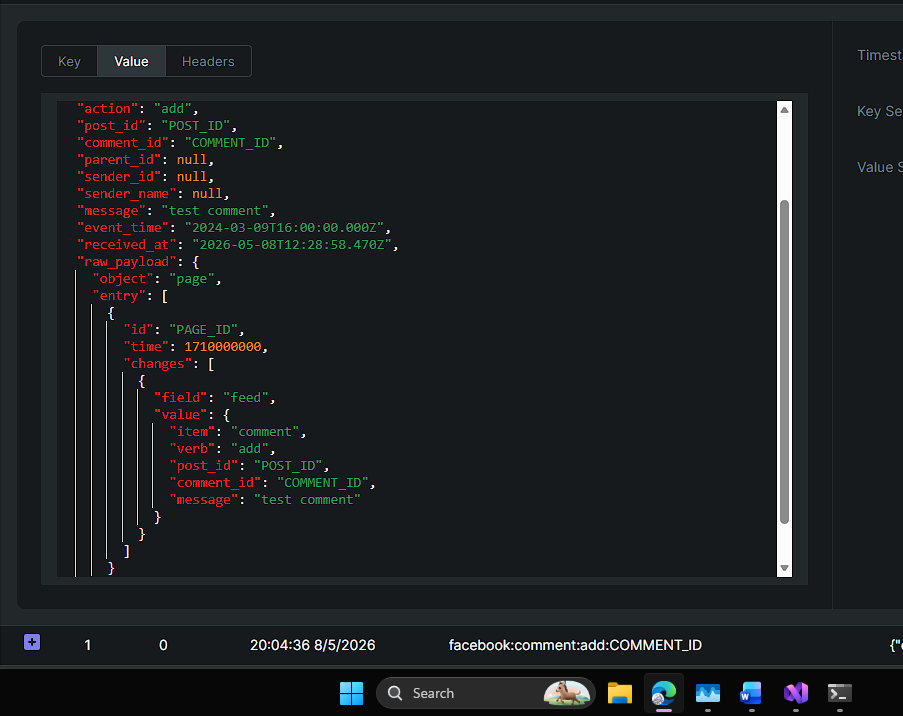 Key Value Headers
Timest
Key Se
Value S
"action": "add",
"post_id": "POST_ID",
"comment_id": "COMMENT_ID",
"parent_id": null,
"sender_id": null,
"sender_name": null,
"message": "test comment",
"event_time": "2024-03-09T16:00:00.000Z",
"received_at": "2026-05-08T12:28:58.470Z",
"raw_payload": {
"object": "page",
"entry": [
{
"id": "PAGE_ID",
"time": 1710000000,
"changes": [
{
"field": "feed",
"value": {
"item": "comment",
"verb": "add",
"post_id": "POST_ID",
"comment_id": "COMMENT_ID",
"message": "test comment"
}
}
]
}
1 0 20:04:36 8/5/2026 facebook:comment:add:COMMENT_ID {"
Search